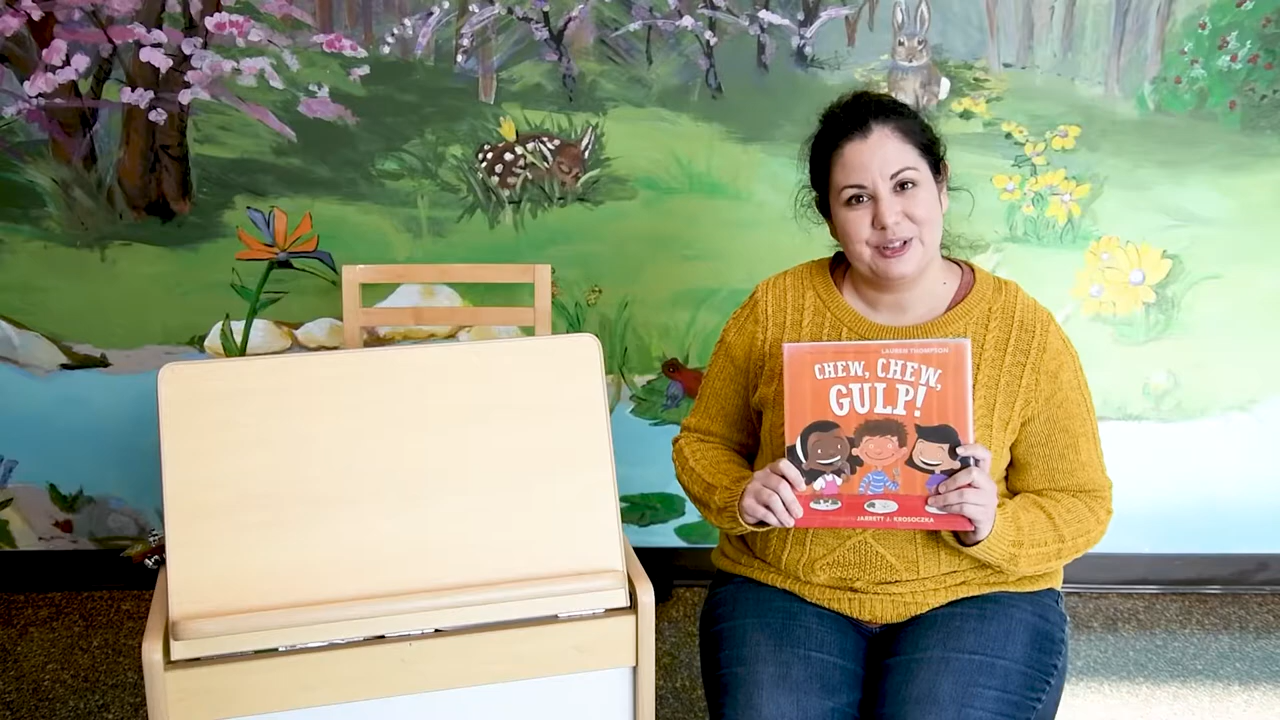 LAUREN THOMPSON
CHEW, CHEW,
GULP!
JARRETT J. KROSOCZKA